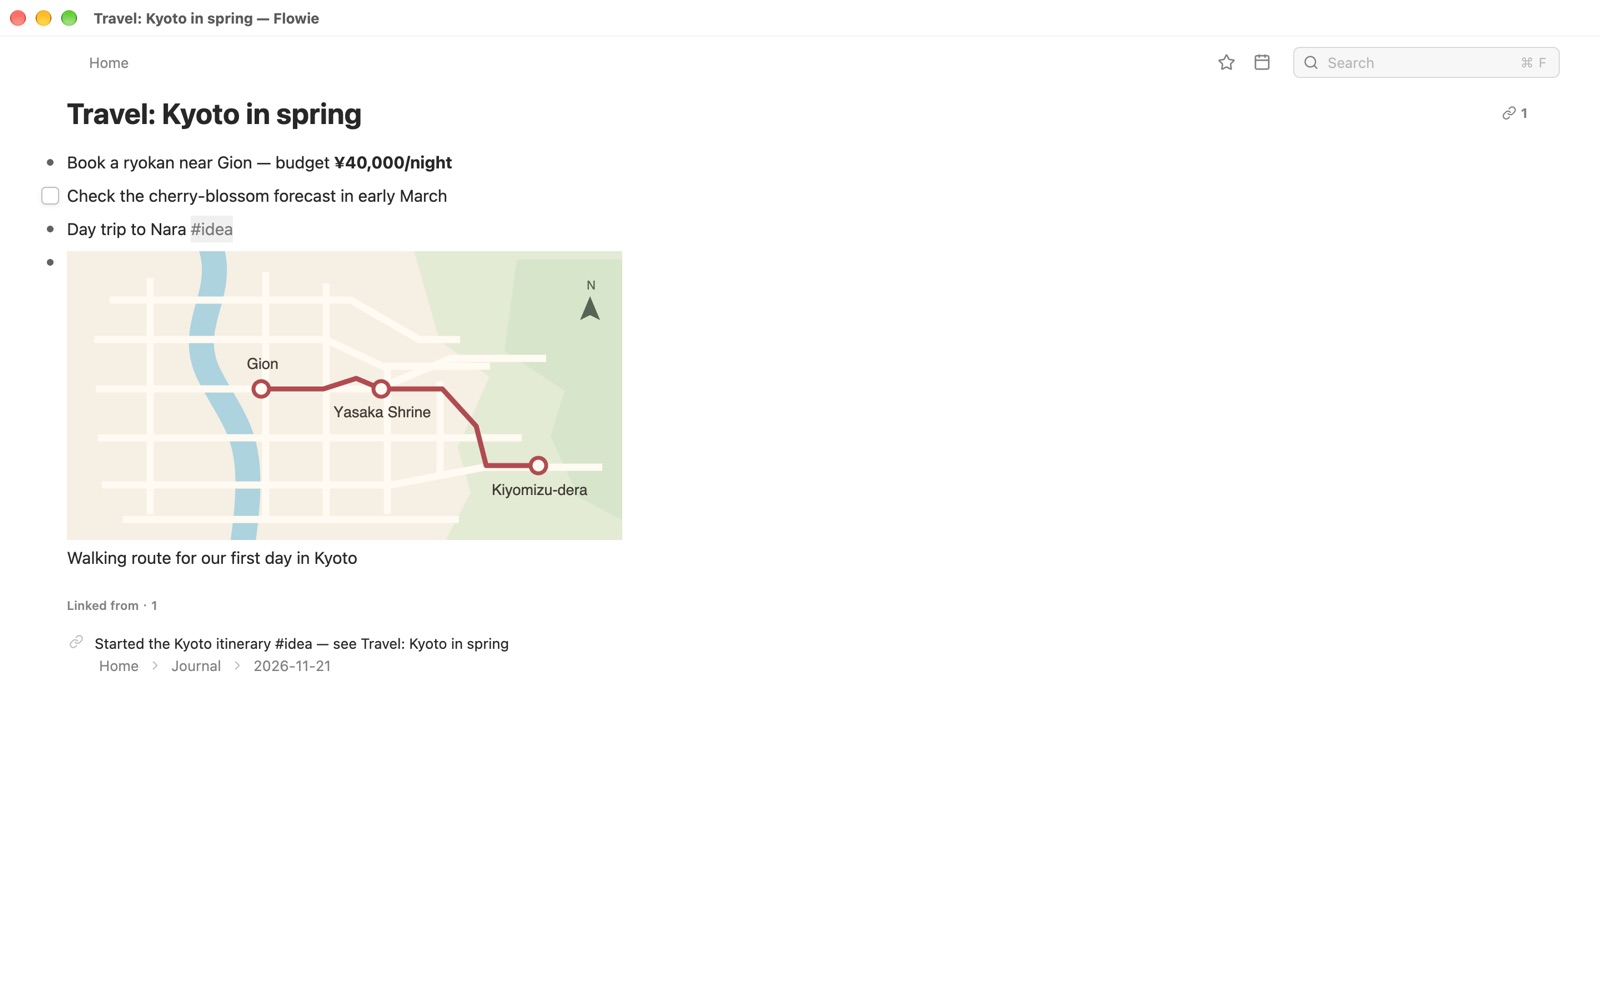 Travel: Kyoto in spring — Flowie
Home
Search ⌘ F
Travel: Kyoto in spring
1
Book a ryokan near Gion — budget ¥40,000/night
Check the cherry-blossom forecast in early March
Day trip to Nara #idea
N
Gion
Yasaka Shrine
Kiyomizu-dera
Walking route for our first day in Kyoto
Linked from · 1
Started the Kyoto itinerary #idea — see Travel: Kyoto in spring
Home > Journal > 2026-11-21